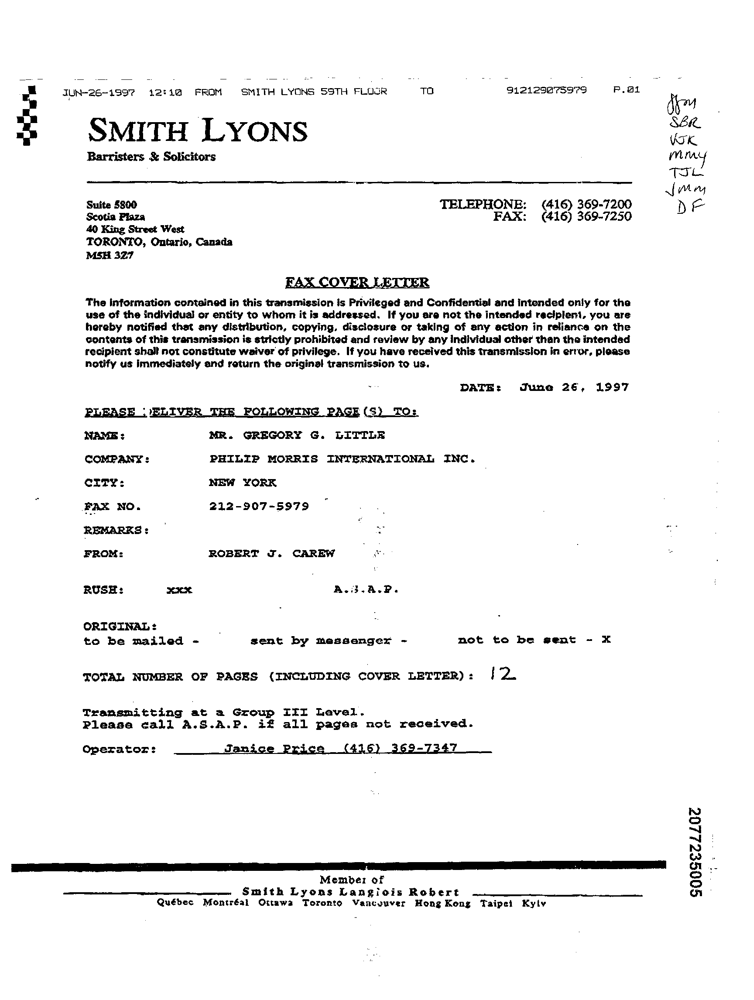 JUN-26-1997 12:10 FROM SMITH LYONS 59TH FLOOR TO 912129075979 P.01
SBR
VJK
MMY
TJL
JMM
DF
SMITH LYONS
Barristers & Solicitors
Suite 5800
Scotia Plaza
40 King Street West
TORONTO, Ontario, Canada
M5H 3Z7
TELEPHONE: (416) 369-7200
FAX: (416) 369-7250
FAX COVER LETTER
The information contained in this transmission is Privileged and Confidential and intended only for the
use of the individual or entity to whom it is addressed. If you are not the intended recipient, you are
hereby notified that any distribution, copying, disclosure or taking of any action in reliance on the
contents of this transmission is strictly prohibited and review by any individual other than the intended
recipient shall not constitute waiver of privilege. If you have received this transmission in error, please
notify us immediately and return the original transmission to us.
DATE: June 26, 1997
PLEASE DELIVER THE FOLLOWING PAGE(S) TO:
NAME: MR. GREGORY G. LITTLE
COMPANY: PHILIP MORRIS INTERNATIONAL INC.
CITY: NEW YORK
FAX NO. 212-907-5979
REMARKS:
FROM: ROBERT J. CAREW
RUSH: xxx A.S.A.P.
ORIGINAL:
to be mailed - sent by messenger - not to be sent - X
TOTAL NUMBER OF PAGES (INCLUDING COVER LETTER): 12
Transmitting at a Group III Level.
Please call A.S.A.P. if all pages not received.
Operator: Janice Price (416) 369-7347
2077235005
Member of
Smith Lyons Langlois Robert
Québec Montréal Ottawa Toronto Vancouver Hong Kong Taipei Kyiv